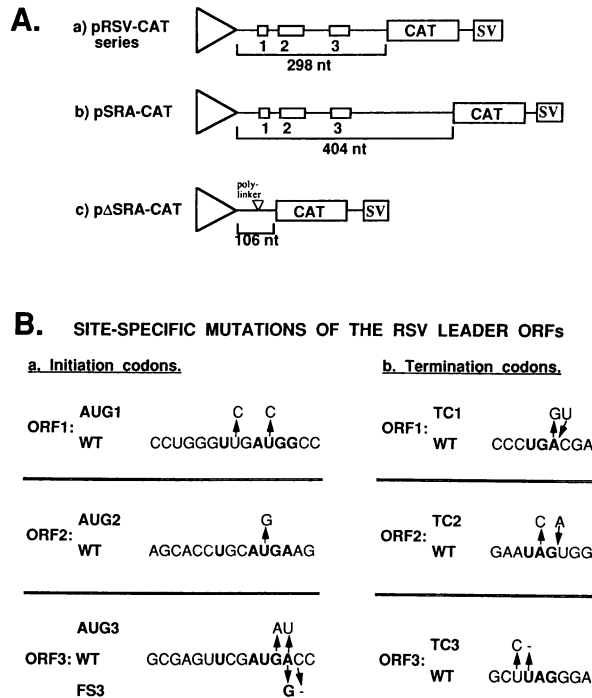 A.
a) pRSV-CAT series
1 2 3
298 nt
CAT
SV
b) pSRA-CAT
1 2 3
404 nt
CAT
SV
c) pΔSRA-CAT
poly-linker
106 nt
CAT
SV
B. SITE-SPECIFIC MUTATIONS OF THE RSV LEADER ORFs
a. Initiation codons.
C C
ORF1: AUG1
WT CCUGGGUUGAUGGCC
G
ORF2: AUG2
WT AGCACCUGCAUGAAG
AUG3 AU
ORF3: WT GCGAGUUCGAUGACC
FS3 G -
b. Termination codons.
ORF1: TC1 GU
WT CCCUGACGA
ORF2: TC2 C A
WT GAAUAGUGG
ORF3: TC3 C -
WT GCUUAGGGA